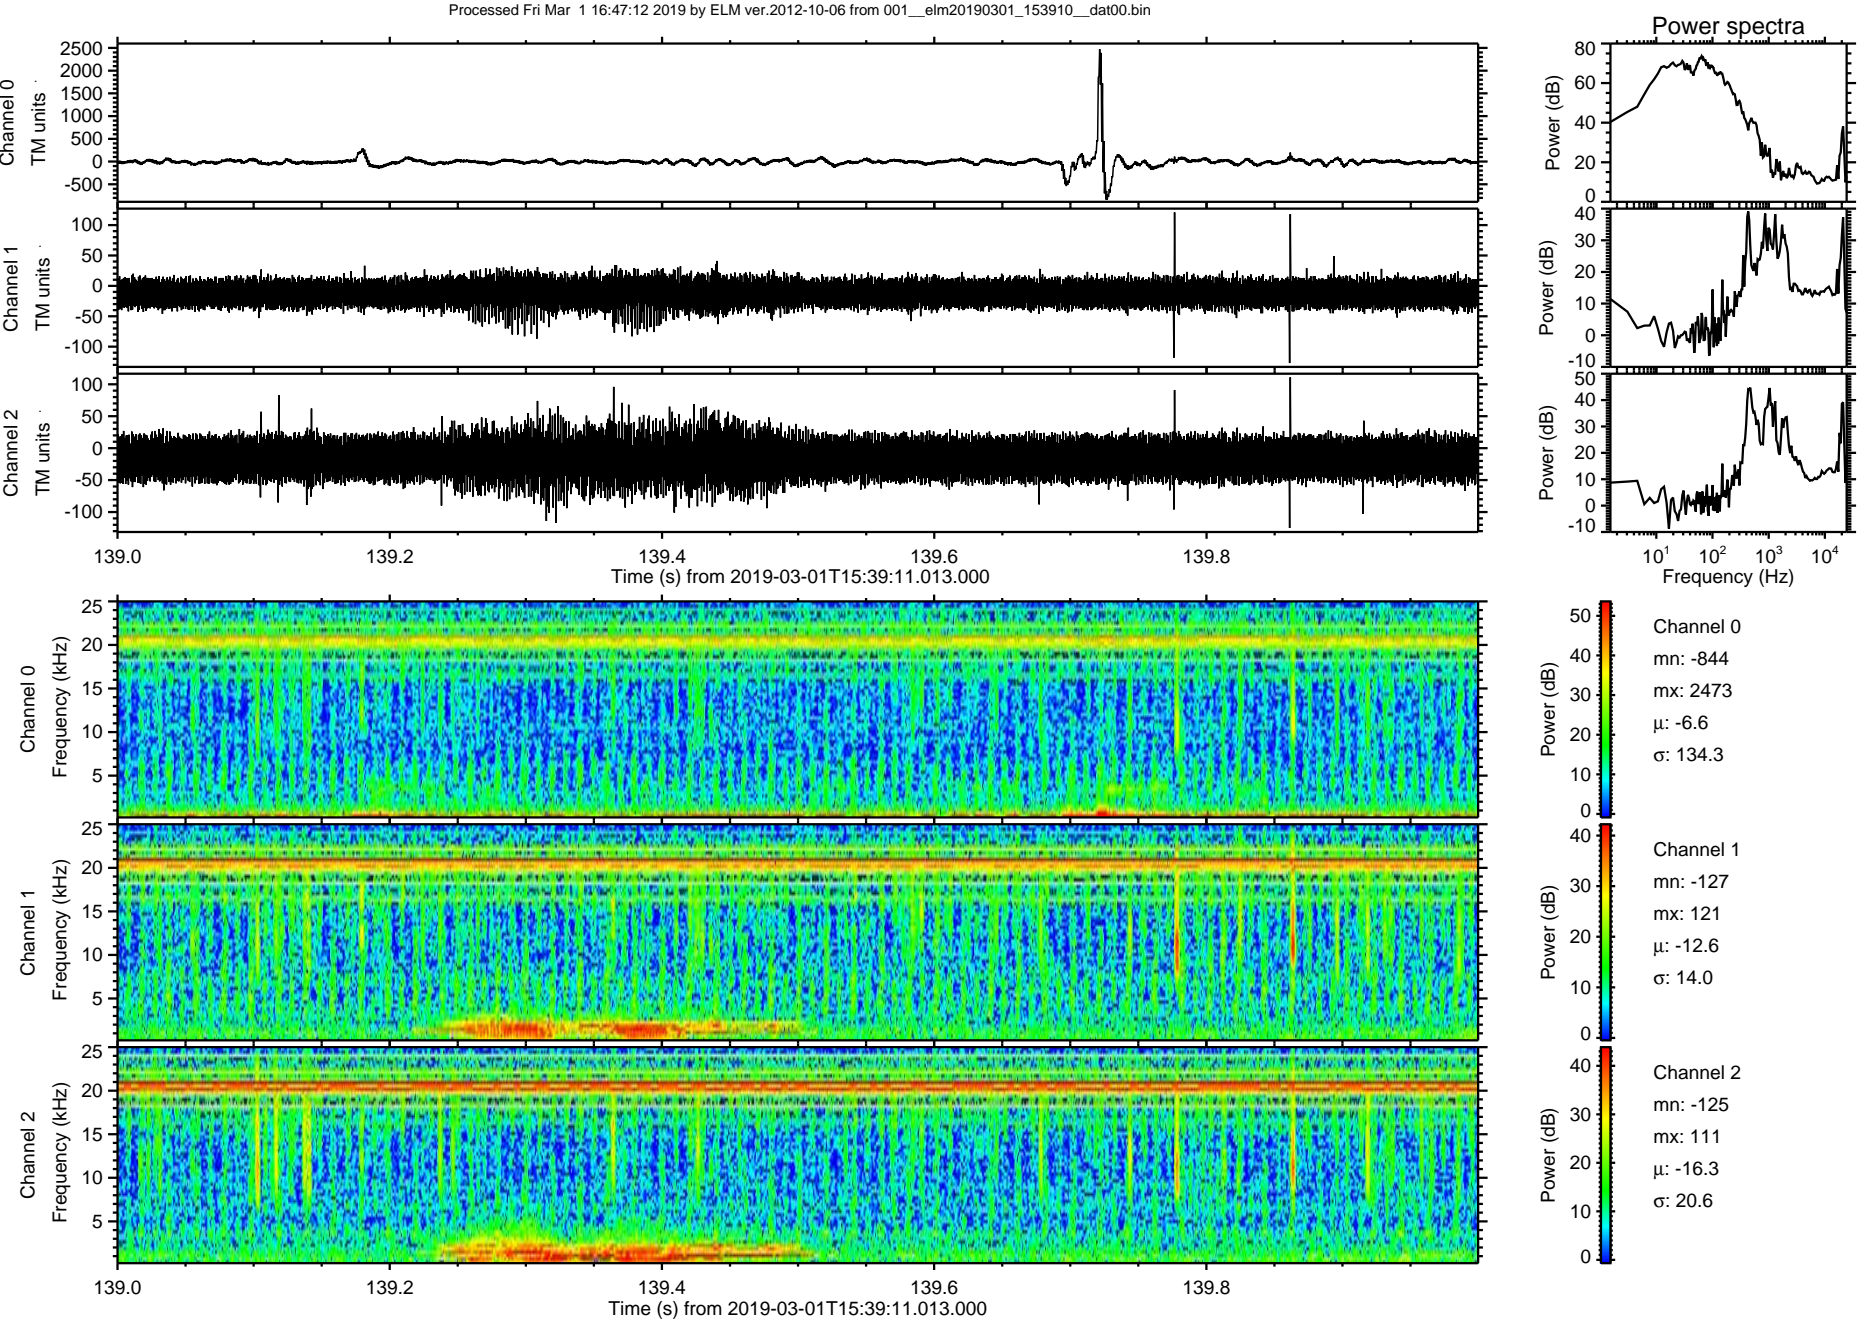 Processed Fri Mar  1 16:47:12 2019 by ELM ver.2012-10-06 from 001__elm20190301_153910__dat00.bin
Power spectra
Channel 0
TM units
2500
2000
1500
1000
500
0
-500
Power (dB)
80
60
40
20
0
Channel 1
TM units
100
50
0
-50
-100
Power (dB)
40
30
20
10
0
-10
Channel 2
TM units
100
50
0
-50
-100
Power (dB)
50
40
30
20
10
0
-10
139.0 139.2 139.4 139.6 139.8
Time (s) from 2019-03-01T15:39:11.013.000
10¹ 10² 10³ 10⁴
Frequency (Hz)
Channel 0
Frequency (kHz)
25
20
15
10
5
Power (dB)
50
40
30
20
10
0
Channel 0
mn: -844
mx: 2473
μ: -6.6
σ: 134.3
Channel 1
Frequency (kHz)
25
20
15
10
5
Power (dB)
40
30
20
10
0
Channel 1
mn: -127
mx: 121
μ: -12.6
σ: 14.0
Channel 2
Frequency (kHz)
25
20
15
10
5
Power (dB)
40
30
20
10
0
Channel 2
mn: -125
mx: 111
μ: -16.3
σ: 20.6
139.0 139.2 139.4 139.6 139.8
Time (s) from 2019-03-01T15:39:11.013.000